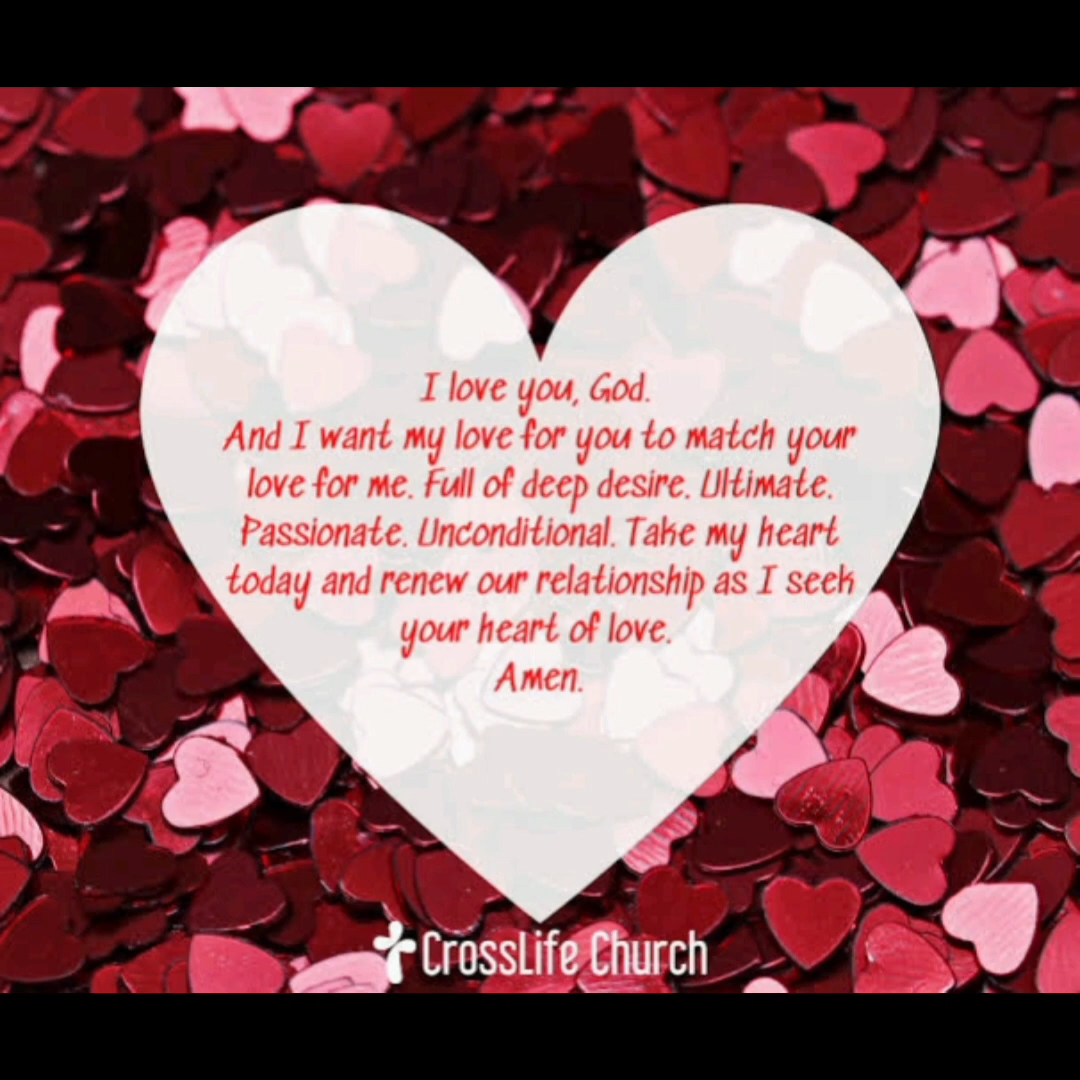 I love you, God.
And I want my love for you to match your
love for me. Full of deep desire. Ultimate.
Passionate. Unconditional. Take my heart
today and renew our relationship as I seek
your heart of love.
Amen.
CrossLife Church